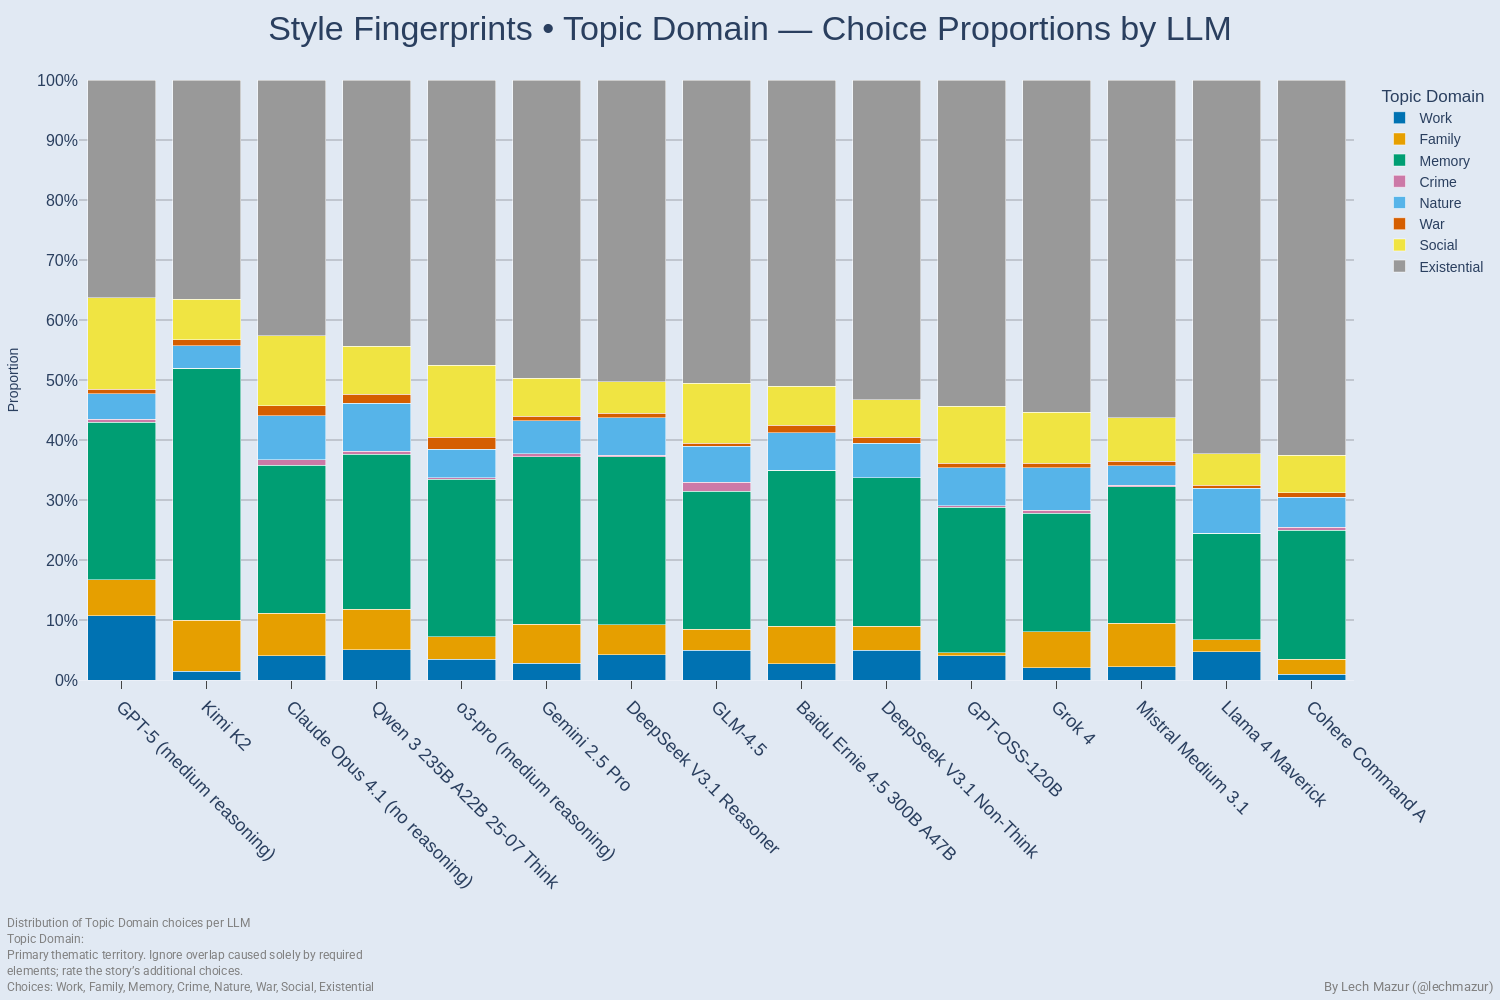 Style Fingerprints • Topic Domain — Choice Proportions by LLM
100%
90%
80%
70%
60%
50%
40%
30%
20%
10%
0%
Proportion
Topic Domain
Work
Family
Memory
Crime
Nature
War
Social
Existential
GPT-5 (medium reasoning)
Kimi K2
Claude Opus 4.1 (no reasoning)
Qwen 3 235B A22B 25-07 Think
o3-pro (medium reasoning)
Gemini 2.5 Pro
DeepSeek V3.1 Reasoner
GLM-4.5
Baidu Ernie 4.5 300B A47B
DeepSeek V3.1 Non-Think
GPT-OSS-120B
Grok 4
Mistral Medium 3.1
Llama 4 Maverick
Cohere Command A
Distribution of Topic Domain choices per LLM
Topic Domain:
Primary thematic territory. Ignore overlap caused solely by required
elements; rate the story's additional choices.
Choices: Work, Family, Memory, Crime, Nature, War, Social, Existential
By Lech Mazur (@lechmazur)